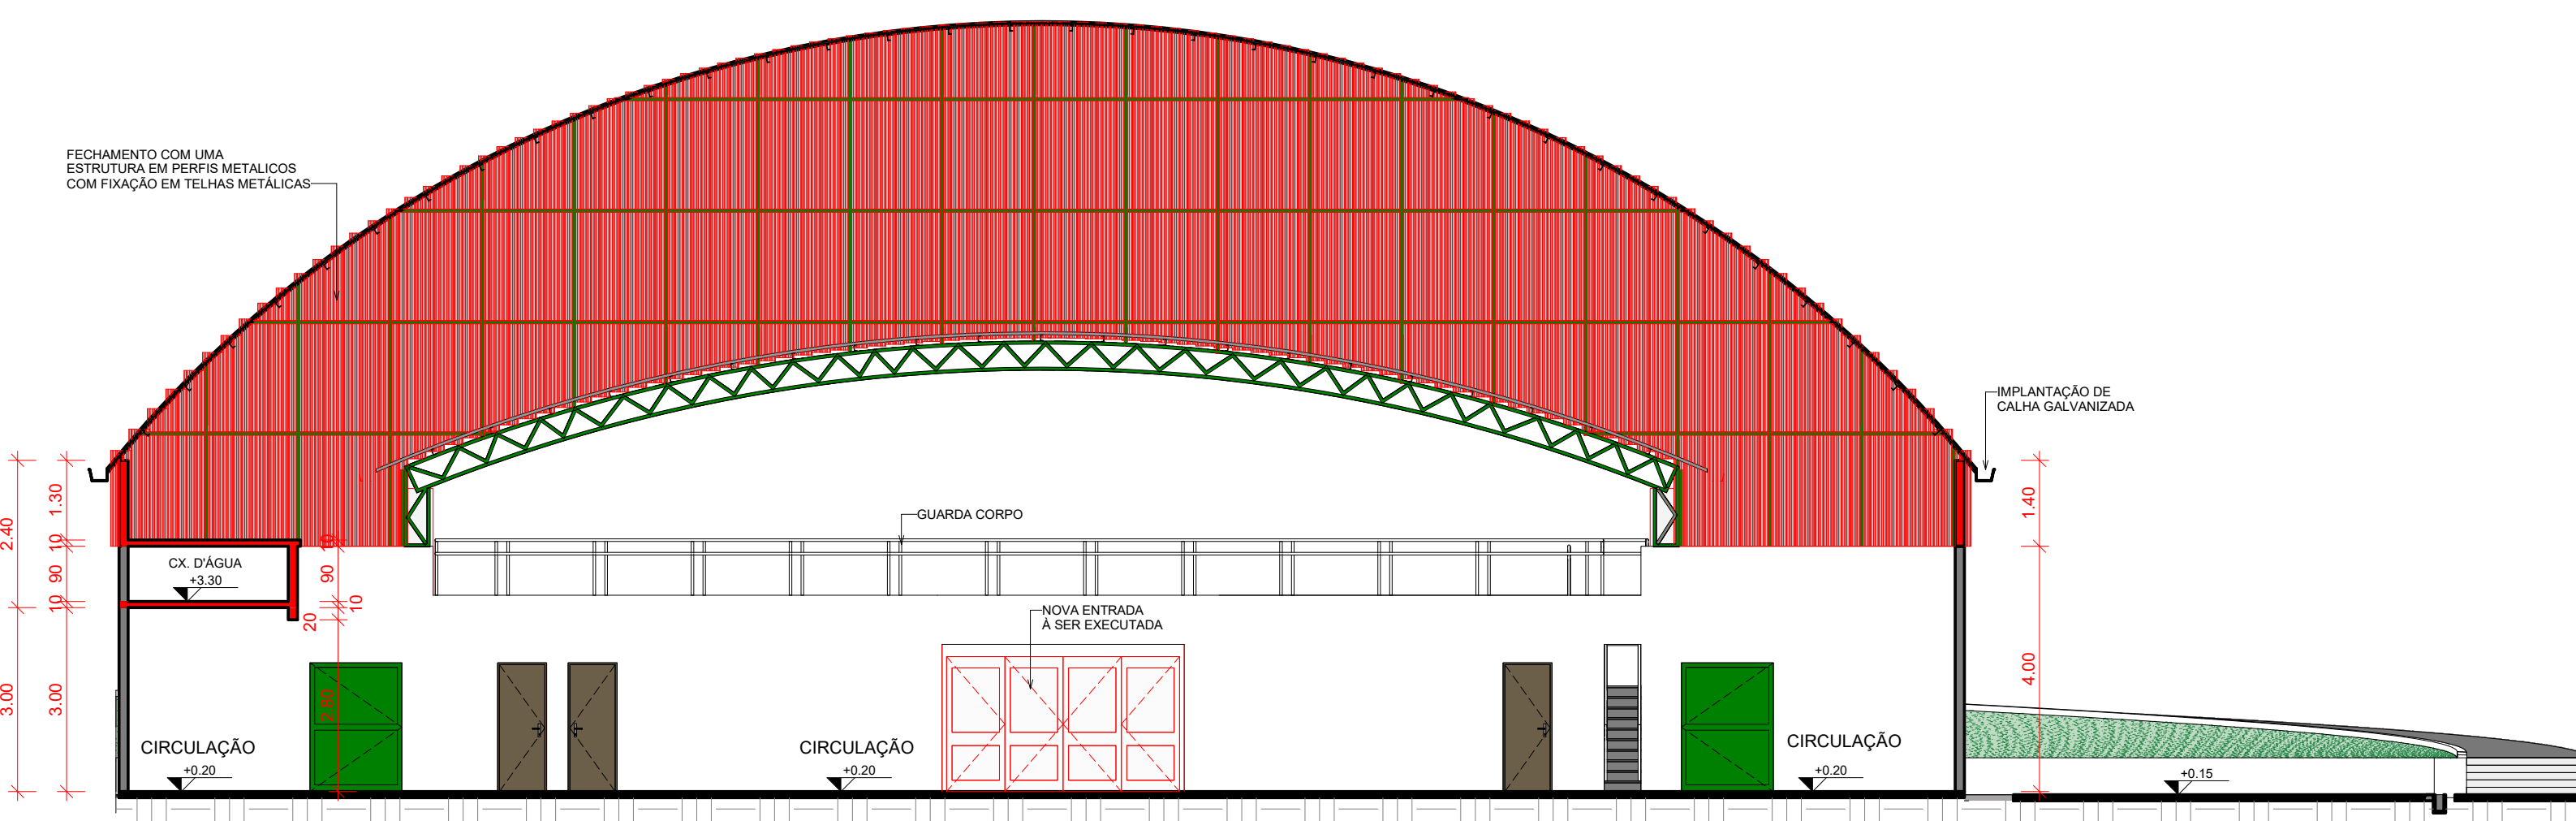 FECHAMENTO COM UMA
ESTRUTURA EM PERFIS METALICOS
COM FIXAÇÃO EM TELHAS METÁLICAS
IMPLANTAÇÃO DE
CALHA GALVANIZADA
GUARDA CORPO
CX. D'ÁGUA
+3.30
NOVA ENTRADA
À SER EXECUTADA
CIRCULAÇÃO
+0.20
CIRCULAÇÃO
+0.20
CIRCULAÇÃO
+0.20
+0.15
2.40
3.00
1.30
10
90
10
3.00
10
90
10
20
2.80
1.40
4.00